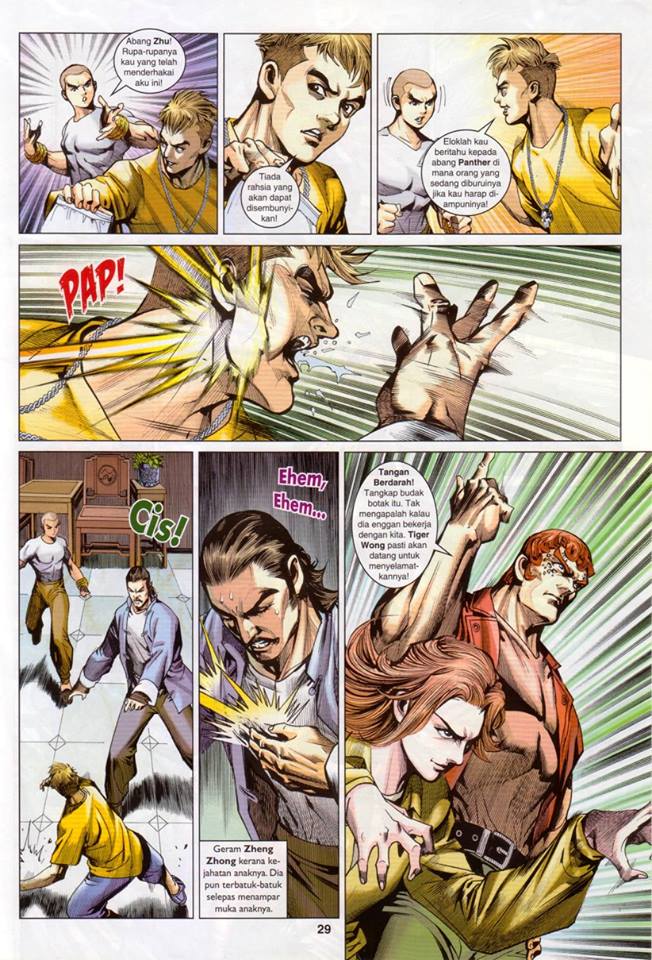 Abang Zhu!
Rupa-rupanya
kau yang telah
menderhakai
aku ini!
Tiada
rahsia yang
akan dapat
disembunyi-
kan!
Eloklah kau
beritahu kepada
abang Panther di
mana orang yang
sedang diburuinya
jika kau harap di-
ampuninya!
PAP!
Cis!
Ehem,
Ehem...
Geram Zheng
Zhong kerana ke-
jahatan anaknya. Dia
pun terbatuk-batuk
selepas menampar
muka anaknya.
Tangan
Berdarah!
Tangkap budak
botak itu. Tak
mengapalah kalau
dia enggan bekerja
dengan kita. Tiger
Wong pasti akan
datang untuk
menyelamat-
kannya!
29